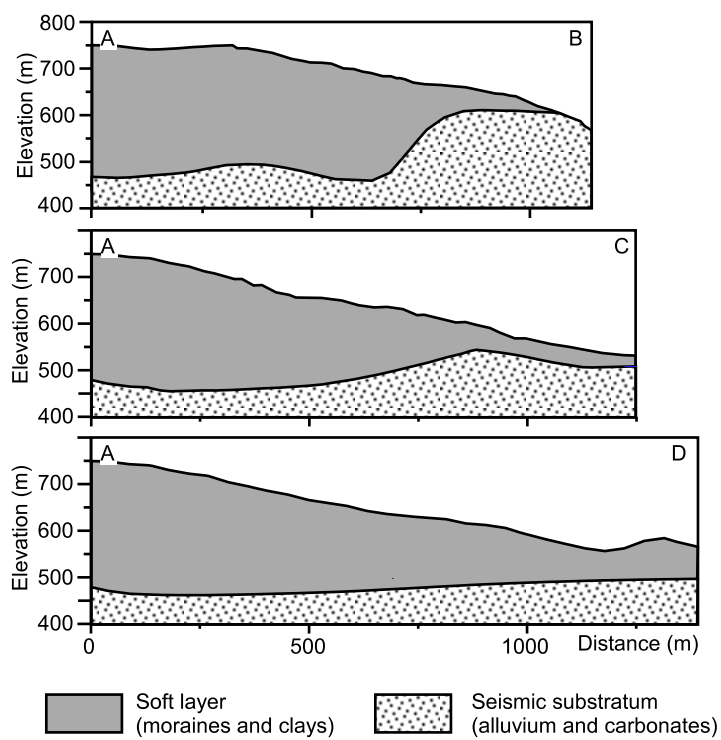 800
A
B
700
600
500
400
Elevation (m)
A
C
700
600
500
400
Elevation (m)
A
D
700
600
500
400
Elevation (m)
0
500
1000
Distance (m)
Soft layer
(moraines and clays)
Seismic substratum
(alluvium and carbonates)